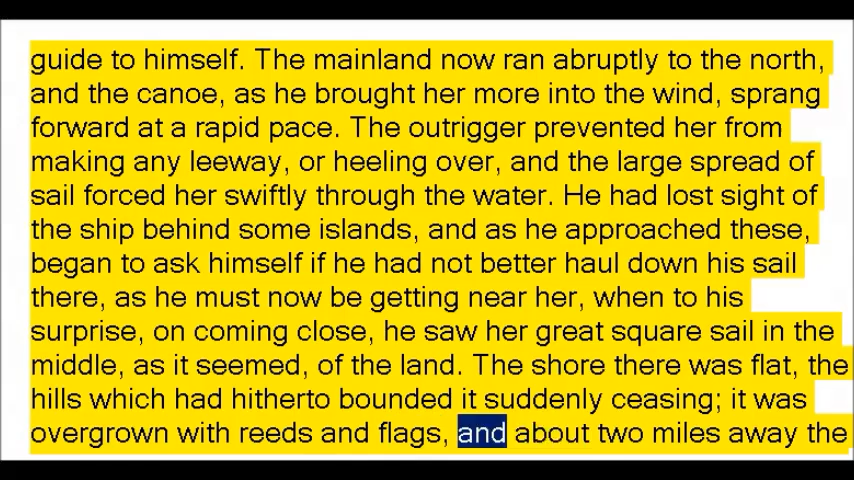 guide to himself. The mainland now ran abruptly to the north,
and the canoe, as he brought her more into the wind, sprang
forward at a rapid pace. The outrigger prevented her from
making any leeway, or heeling over, and the large spread of
sail forced her swiftly through the water. He had lost sight of
the ship behind some islands, and as he approached these,
began to ask himself if he had not better haul down his sail
there, as he must now be getting near her, when to his
surprise, on coming close, he saw her great square sail in the
middle, as it seemed, of the land. The shore there was flat, the
hills which had hitherto bounded it suddenly ceasing; it was
overgrown with reeds and flags, and about two miles away the